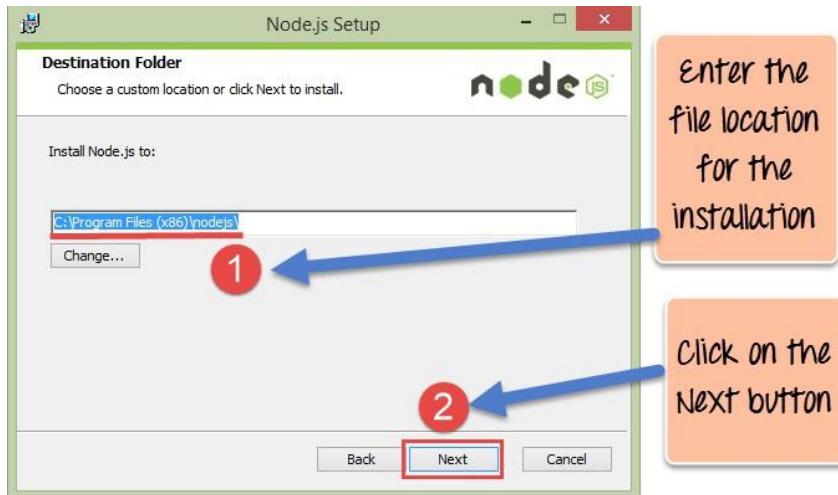 Node.js Setup
Destination Folder
Choose a custom location or click Next to install.
node JS
Install Node.js to:
C:\Program Files (x86)\nodejs\
Change...
1
2
Back
Next
Cancel
Enter the
file location
for the
installation
Click on the
Next button